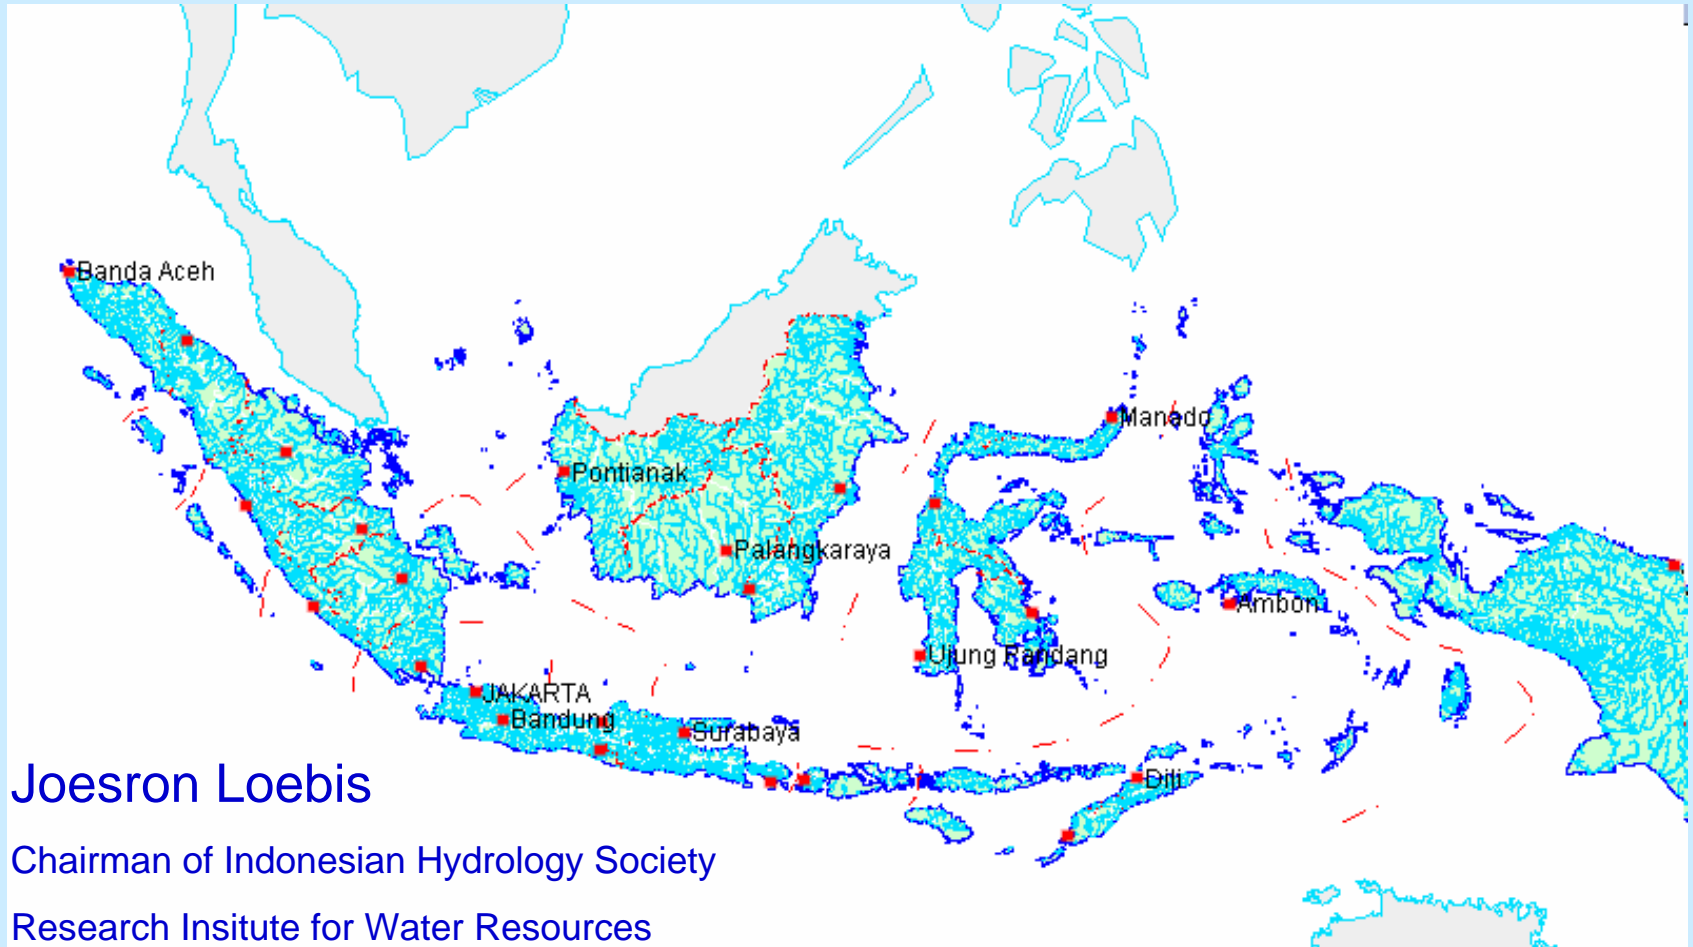 Banda Aceh
Manado
Pontianak
Palangkaraya
Ambon
Ujung Pandang
JAKARTA
Bandung
Surabaya
Dili
Joesron Loebis
Chairman of Indonesian Hydrology Society
Research Insitute for Water Resources